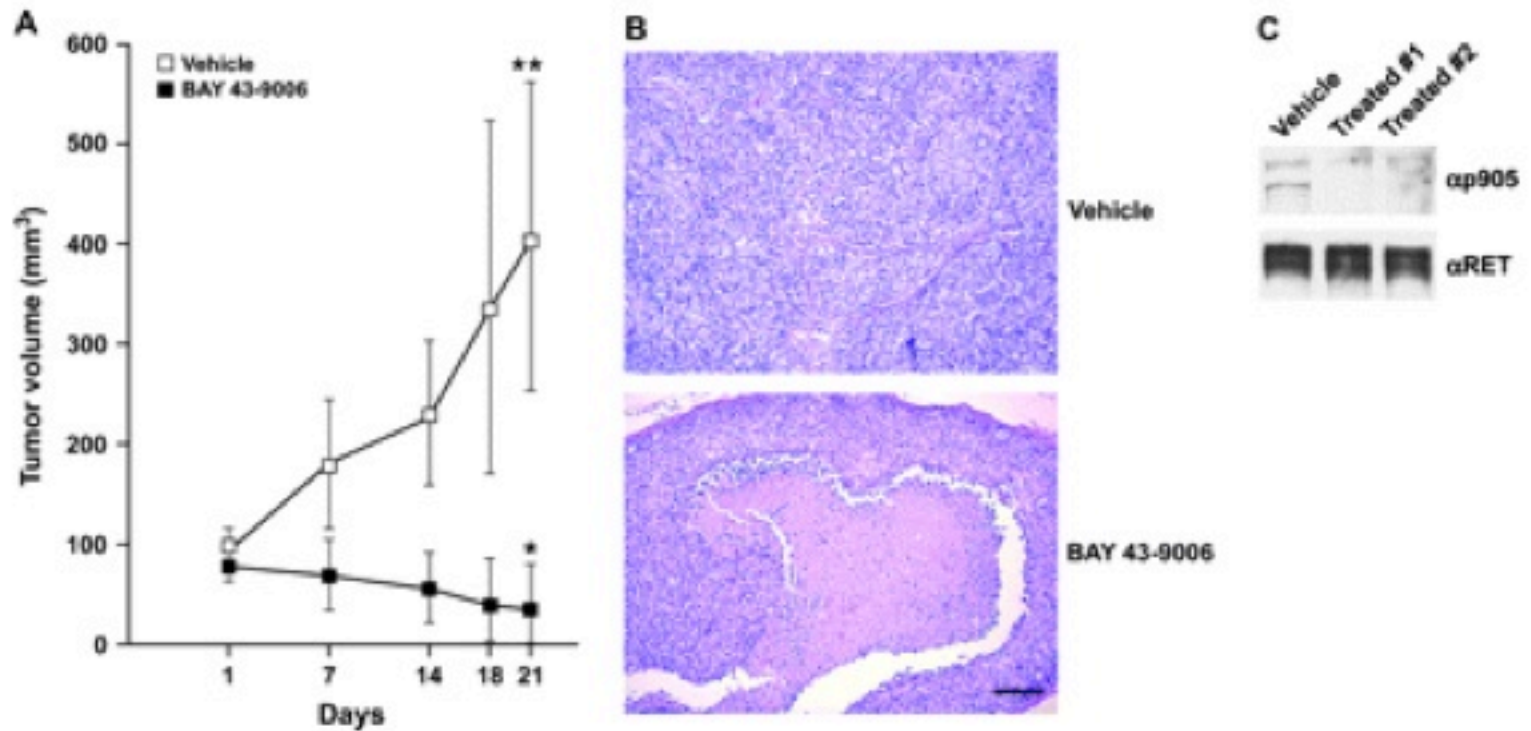 A
600
500
400
300
200
100
0
Tumor volume (mm³)
Vehicle
BAY 43-9006
**
*
1 7 14 18 21
Days
B
Vehicle
BAY 43-9006
C
Vehicle
Treated #1
Treated #2
αp905
αRET